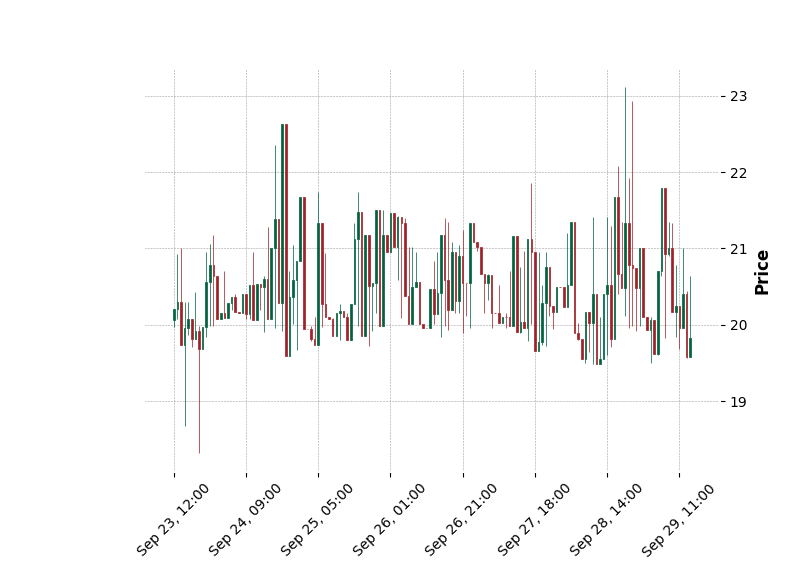 23
22
21
20
19
Price
Sep 23, 12:00
Sep 24, 09:00
Sep 25, 05:00
Sep 26, 01:00
Sep 26, 21:00
Sep 27, 18:00
Sep 28, 14:00
Sep 29, 11:00